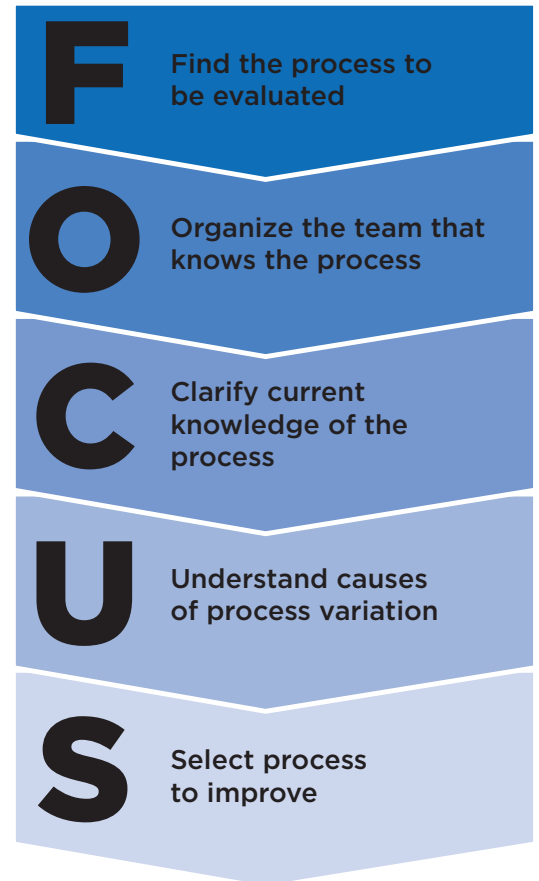 F
Find the process to
be evaluated
O
Organize the team that
knows the process
C
Clarify current
knowledge of the
process
U
Understand causes
of process variation
S
Select process
to improve